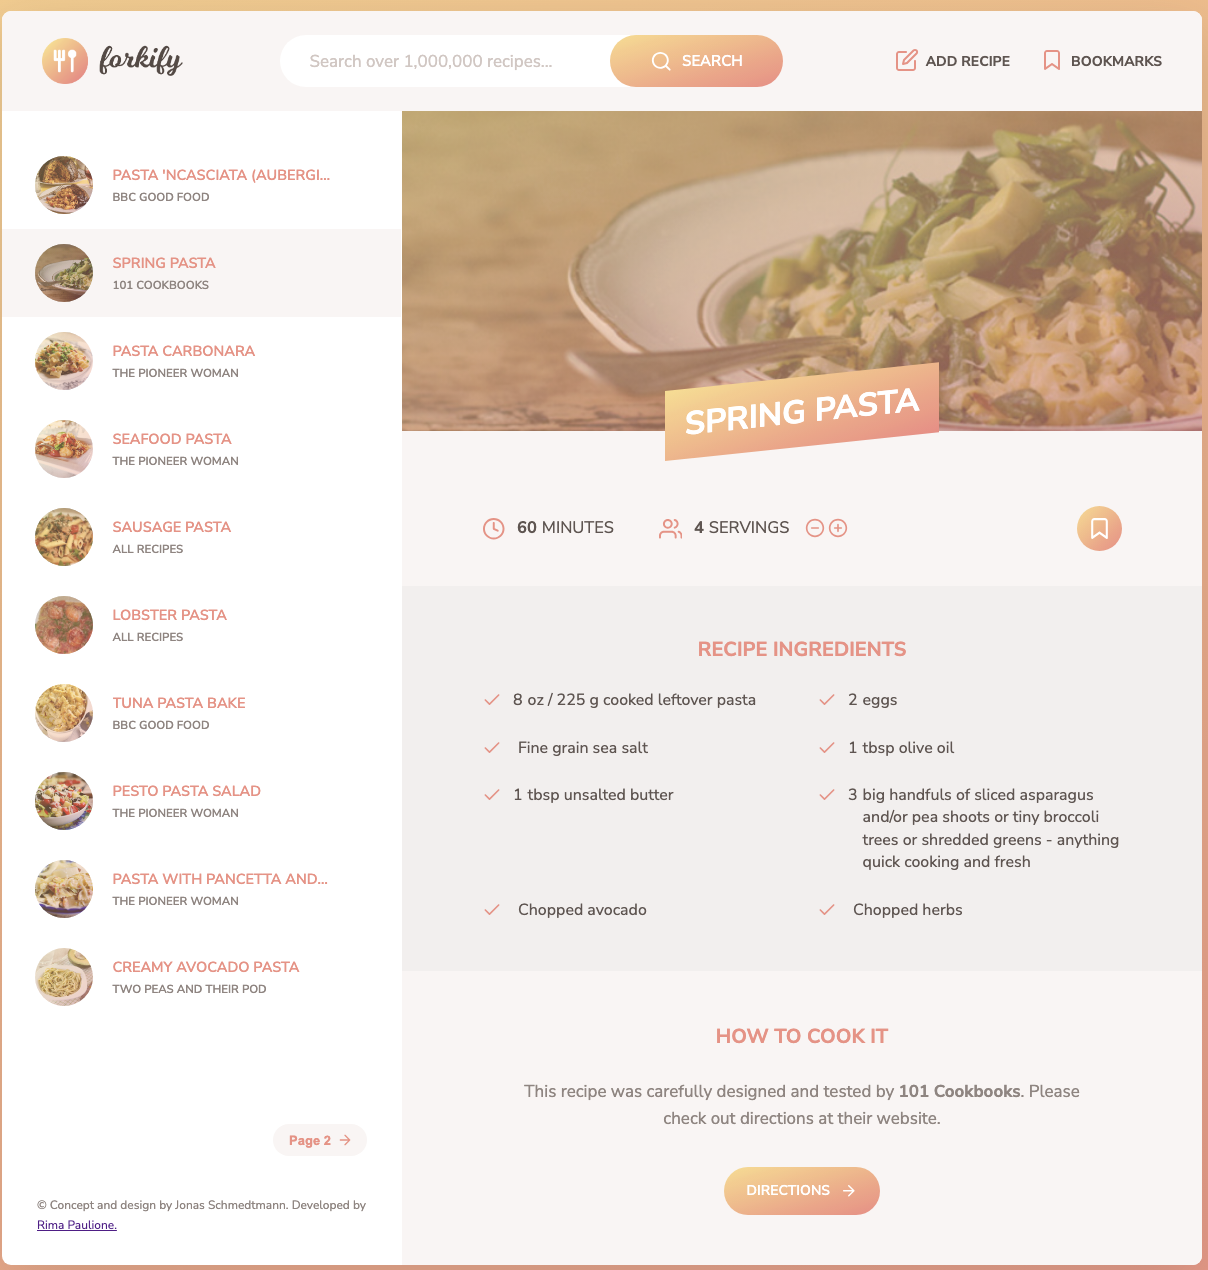 forkify
Search over 1,000,000 recipes...
SEARCH
ADD RECIPE
BOOKMARKS
PASTA 'NCASCIATA (AUBERGI...
BBC GOOD FOOD
SPRING PASTA
101 COOKBOOKS
PASTA CARBONARA
THE PIONEER WOMAN
SEAFOOD PASTA
THE PIONEER WOMAN
SAUSAGE PASTA
ALL RECIPES
LOBSTER PASTA
ALL RECIPES
TUNA PASTA BAKE
BBC GOOD FOOD
PESTO PASTA SALAD
THE PIONEER WOMAN
PASTA WITH PANCETTA AND...
THE PIONEER WOMAN
CREAMY AVOCADO PASTA
TWO PEAS AND THEIR POD
Page 2
© Concept and design by Jonas Schmedtmann. Developed by
Rima Paulione.
SPRING PASTA
60 MINUTES
4 SERVINGS
RECIPE INGREDIENTS
8 oz / 225 g cooked leftover pasta
2 eggs
Fine grain sea salt
1 tbsp olive oil
1 tbsp unsalted butter
3 big handfuls of sliced asparagus
and/or pea shoots or tiny broccoli
trees or shredded greens - anything
quick cooking and fresh
Chopped avocado
Chopped herbs
HOW TO COOK IT
This recipe was carefully designed and tested by 101 Cookbooks. Please
check out directions at their website.
DIRECTIONS